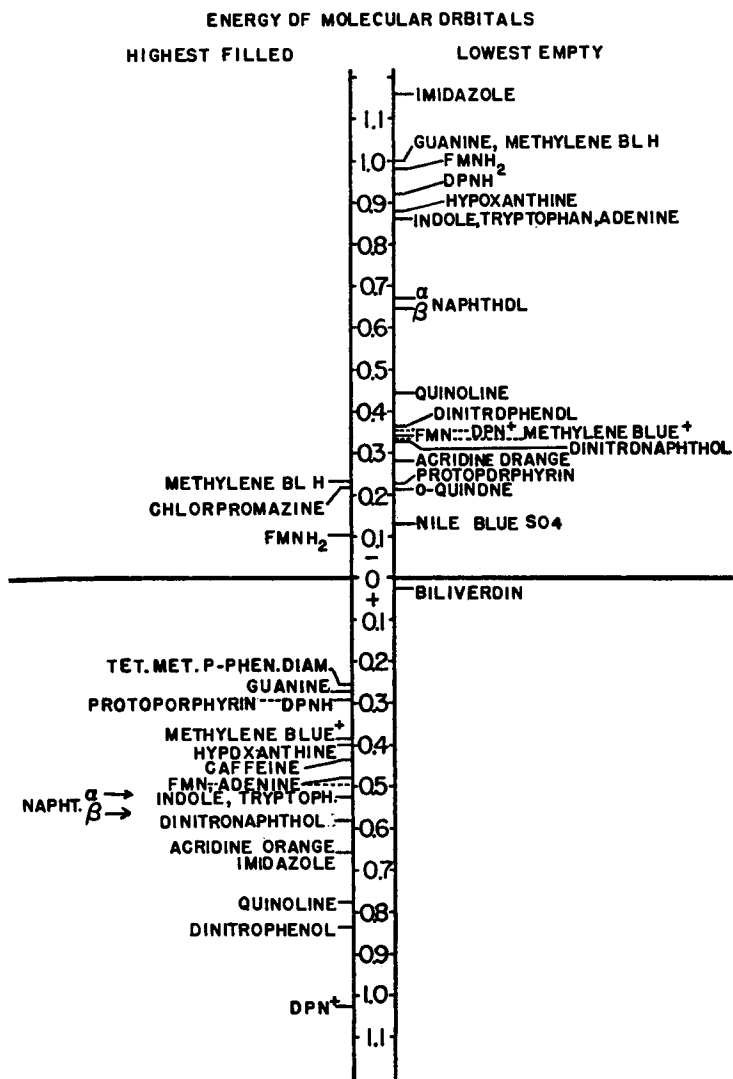 ENERGY OF MOLECULAR ORBITALS
HIGHEST FILLED
LOWEST EMPTY
IMIDAZOLE
1.1
GUANINE, METHYLENE BL H
1.0
FMNH₂
DPNH
0.9
HYPOXANTHINE
INDOLE,TRYPTOPHAN,ADENINE
0.8
0.7
α
β NAPHTHOL
0.6
0.5
QUINOLINE
0.4
DINITROPHENOL
FMN---DPN⁺ METHYLENE BLUE⁺
DINITRONAPHTHOL
0.3
ACRIDINE ORANGE
PROTOPORPHYRIN
METHYLENE BL H
O-QUINONE
0.2
CHLORPROMAZINE
NILE BLUE SO4
FMNH₂
0.1
−
0
BILIVERDIN
+
0.1
0.2
TET. MET. P-PHEN. DIAM.
GUANINE
PROTOPORPHYRIN---DPNH
0.3
METHYLENE BLUE⁺
0.4
HYPOXANTHINE
CAFFEINE
FMN, ADENINE
0.5
NAPHT. α →
β →
INDOLE, TRYPTOPH.
DINITRONAPHTHOL
0.6
ACRIDINE ORANGE
IMIDAZOLE
0.7
QUINOLINE
0.8
DINITROPHENOL
0.9
1.0
DPN⁺
1.1